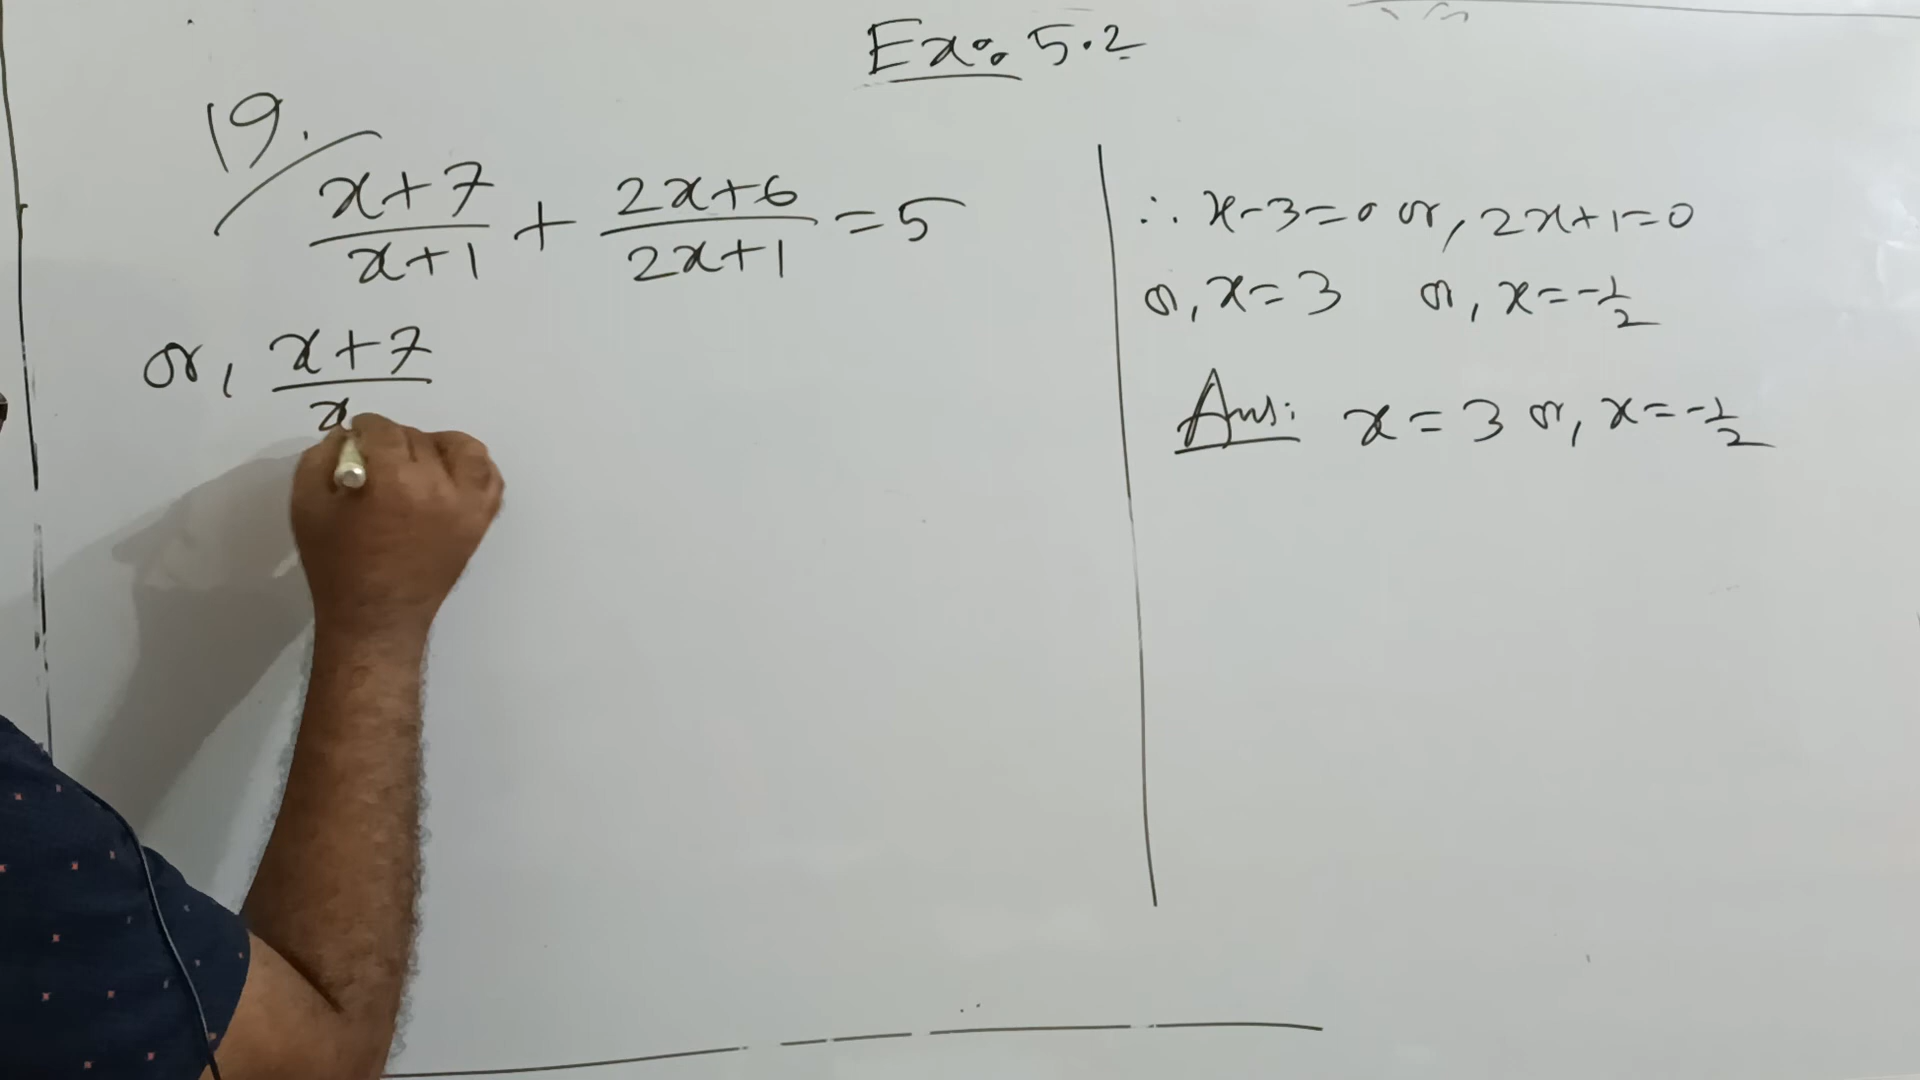 Ex: 5.2
19.
x+7/x+1 + 2x+6/2x+1 = 5
or, x+7/x
∴ x-3=0 or, 2x+1=0
or, x=3 or, x=-1/2
Ans: x=3 or, x=-1/2